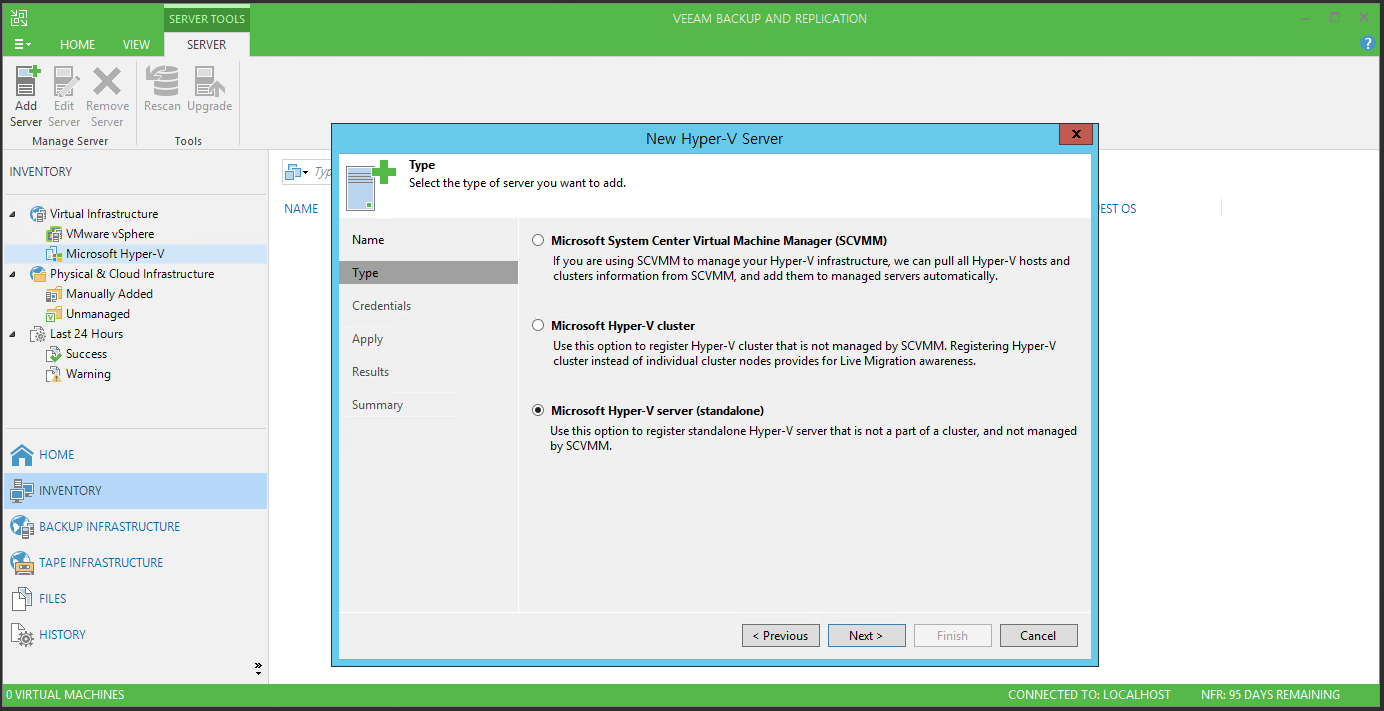 SERVER TOOLS
VEEAM BACKUP AND REPLICATION
HOME VIEW SERVER
?
Add Server
Edit Server
Remove Server
Rescan
Upgrade
Manage Server
Tools
INVENTORY
Virtual Infrastructure
VMware vSphere
Microsoft Hyper-V
Physical & Cloud Infrastructure
Manually Added
Unmanaged
Last 24 Hours
Success
Warning
HOME
INVENTORY
BACKUP INFRASTRUCTURE
TAPE INFRASTRUCTURE
FILES
HISTORY
NAME
EST OS
New Hyper-V Server
x
Type
Select the type of server you want to add.
Name
Type
Credentials
Apply
Results
Summary
Microsoft System Center Virtual Machine Manager (SCVMM)
If you are using SCVMM to manage your Hyper-V infrastructure, we can pull all Hyper-V hosts and
clusters information from SCVMM, and add them to managed servers automatically.
Microsoft Hyper-V cluster
Use this option to register Hyper-V cluster that is not managed by SCVMM. Registering Hyper-V
cluster instead of individual cluster nodes provides for Live Migration awareness.
Microsoft Hyper-V server (standalone)
Use this option to register standalone Hyper-V server that is not a part of a cluster, and not managed
by SCVMM.
< Previous
Next >
Finish
Cancel
0 VIRTUAL MACHINES
CONNECTED TO: LOCALHOST
NFR: 95 DAYS REMAINING